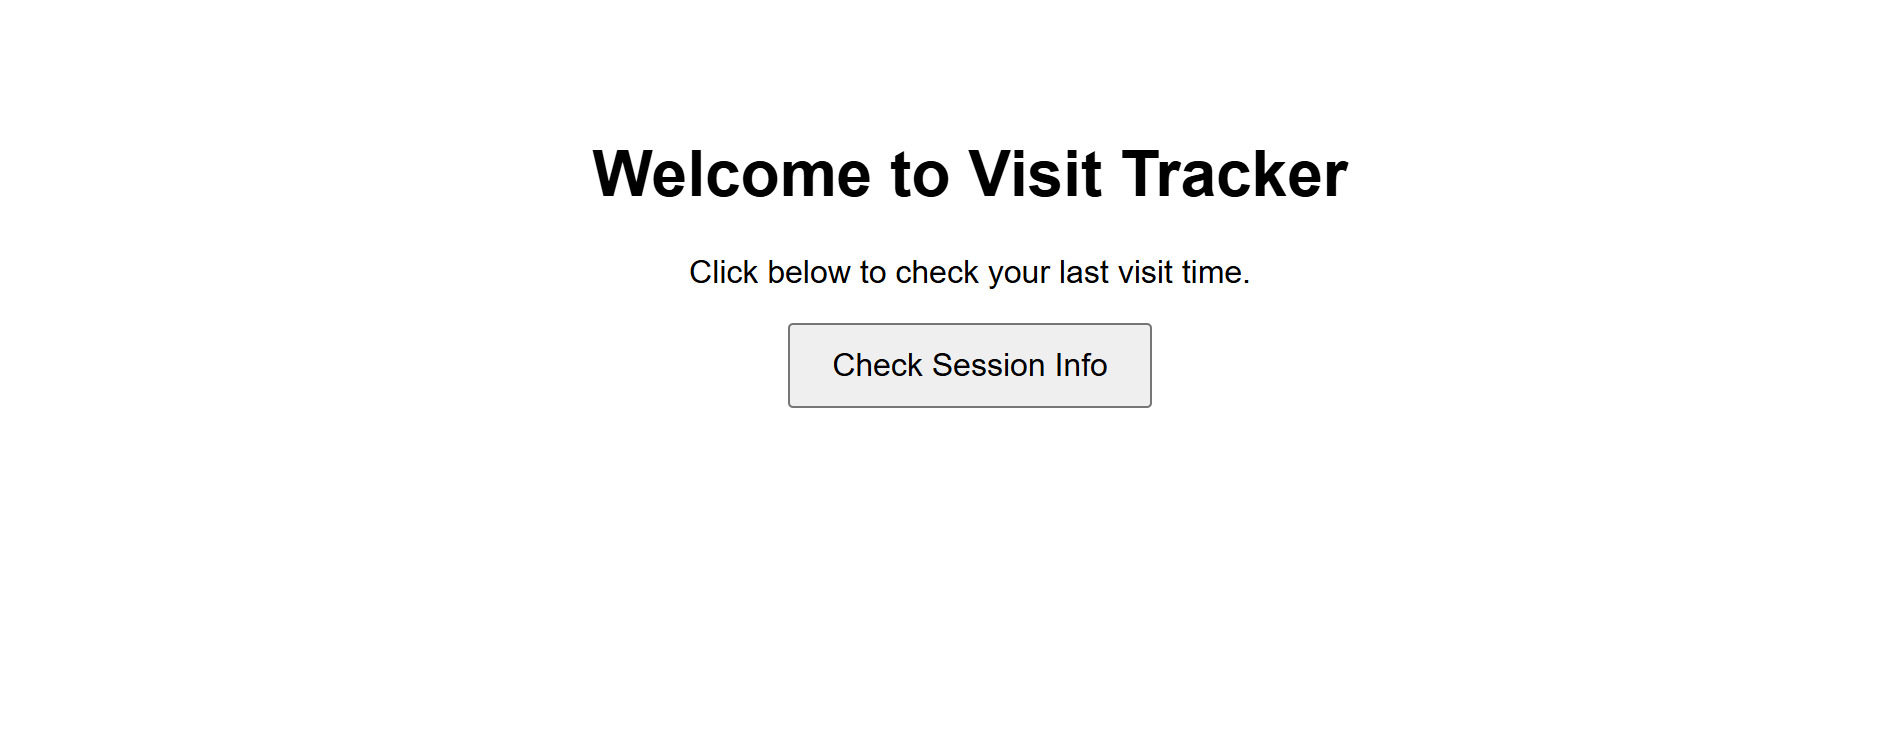 Welcome to Visit Tracker
Click below to check your last visit time.
Check Session Info